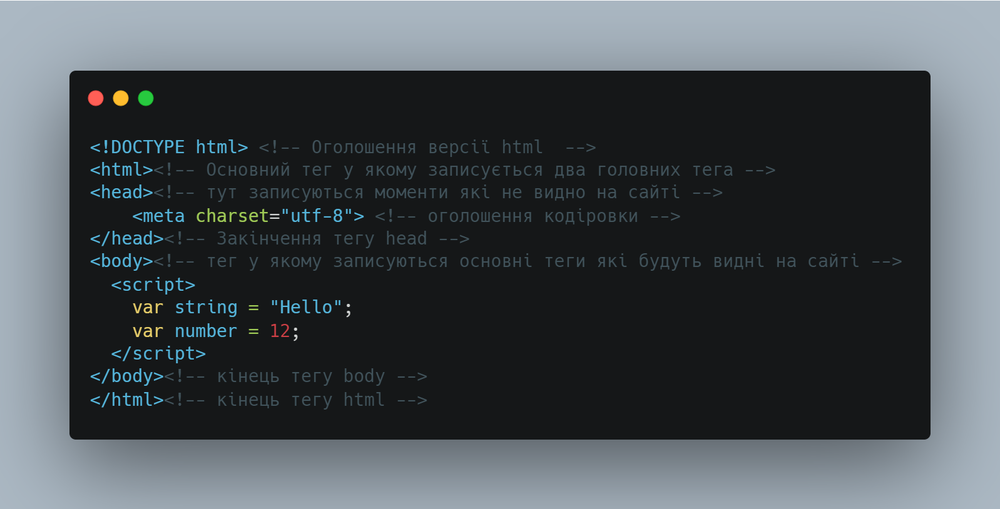 <!DOCTYPE html> <!-- Оголошення версії html  -->
<html><!-- Основний тег у якому записується два головних тега -->
<head><!-- тут записуються моменти які не видно на сайті -->
    <meta charset="utf-8"> <!-- оголошення кодіровки -->
</head><!-- Закінчення тегу head -->
<body><!-- тег у якому записуються основні теги які будуть видні на сайті -->
  <script>
    var string = "Hello";
    var number = 12;
  </script>
</body><!-- кінець тегу body -->
</html><!-- кінець тегу html -->